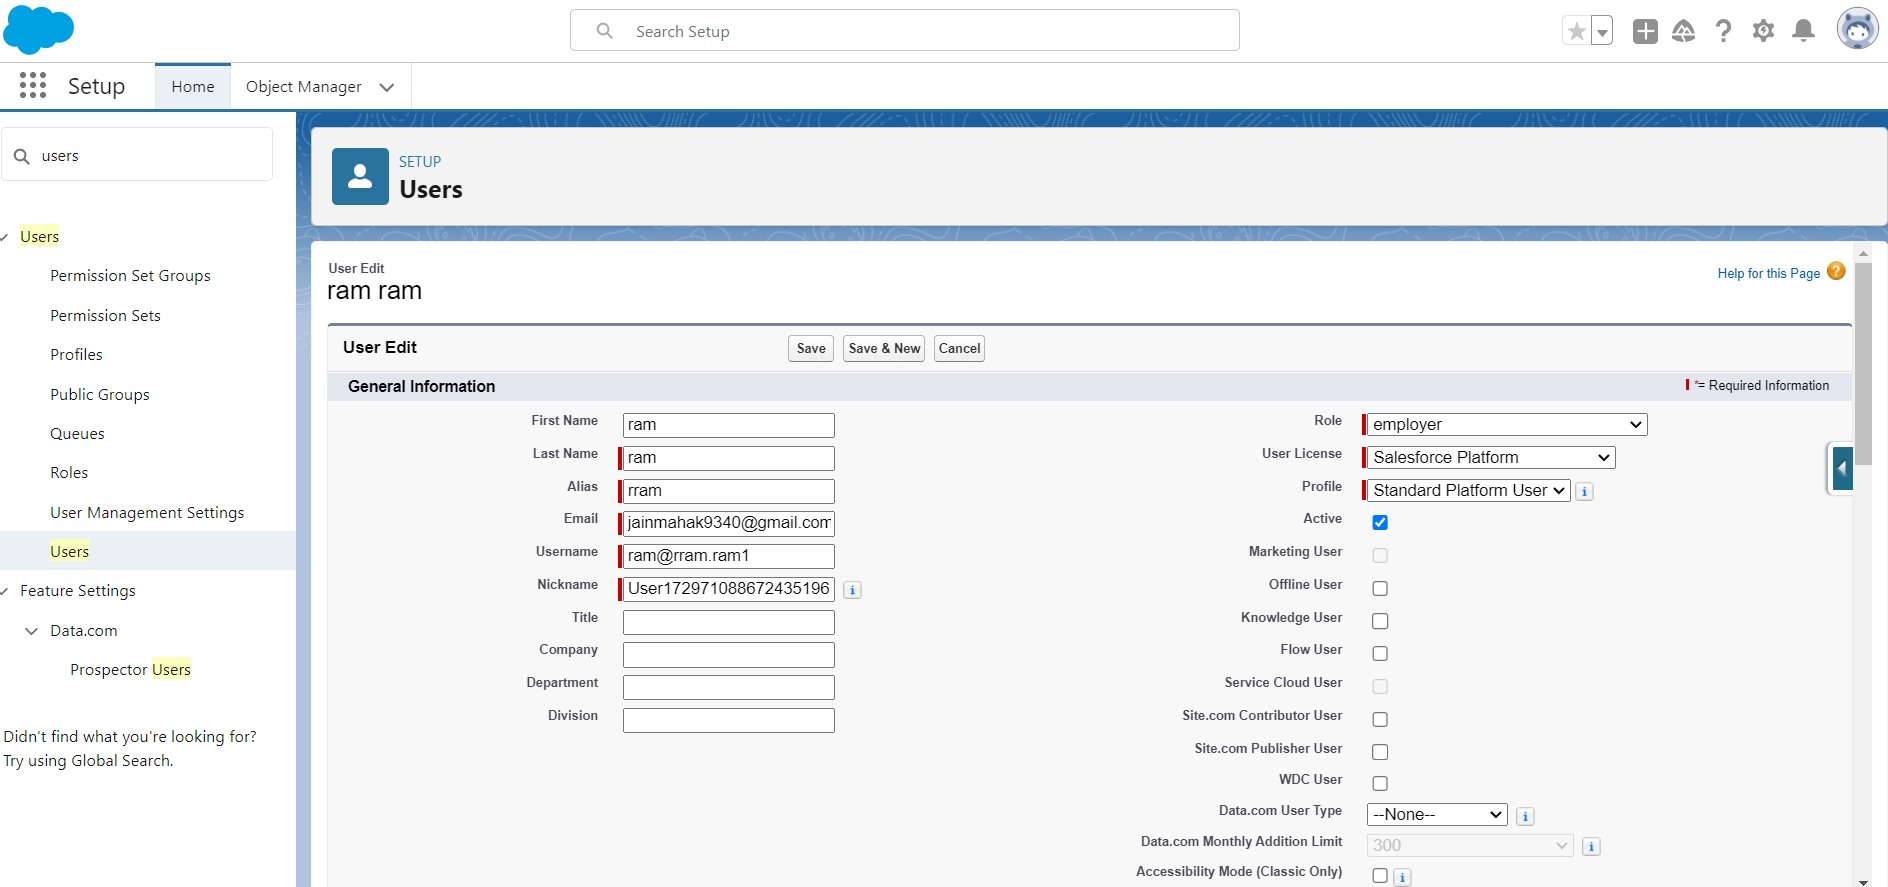 Search Setup
Setup
Home
Object Manager
users
Users
Permission Set Groups
Permission Sets
Profiles
Public Groups
Queues
Roles
User Management Settings
Users
Feature Settings
Data.com
Prospector Users
Didn't find what you're looking for?
Try using Global Search.
SETUP
Users
User Edit
ram ram
Help for this Page ?
User Edit
Save
Save & New
Cancel
General Information
*= Required Information
First Name ram
Last Name ram
Alias rram
Email jainmahak9340@gmail.com
Username ram@rram.ram1
Nickname User172971088672435196
Title
Company
Department
Division
Role employer
User License Salesforce Platform
Profile Standard Platform User
Active
Marketing User
Offline User
Knowledge User
Flow User
Service Cloud User
Site.com Contributor User
Site.com Publisher User
WDC User
Data.com User Type --None--
Data.com Monthly Addition Limit 300
Accessibility Mode (Classic Only)